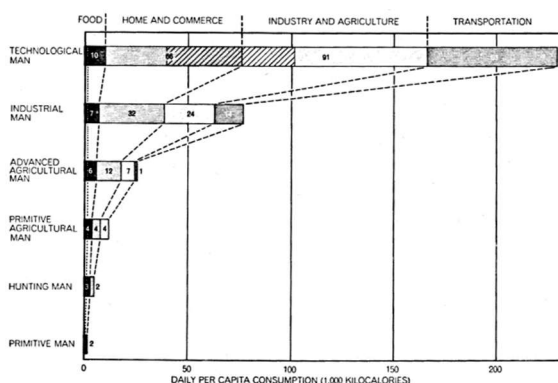 FOOD HOME AND COMMERCE INDUSTRY AND AGRICULTURE TRANSPORTATION
TECHNOLOGICAL MAN
10 66 91
INDUSTRIAL MAN
7 32 24
ADVANCED AGRICULTURAL MAN
6 12 7 1
PRIMITIVE AGRICULTURAL MAN
4 4 4
HUNTING MAN
3 2
PRIMITIVE MAN
2
0 50 100 150 200
DAILY PER CAPITA CONSUMPTION (1,000 KILOCALORIES)